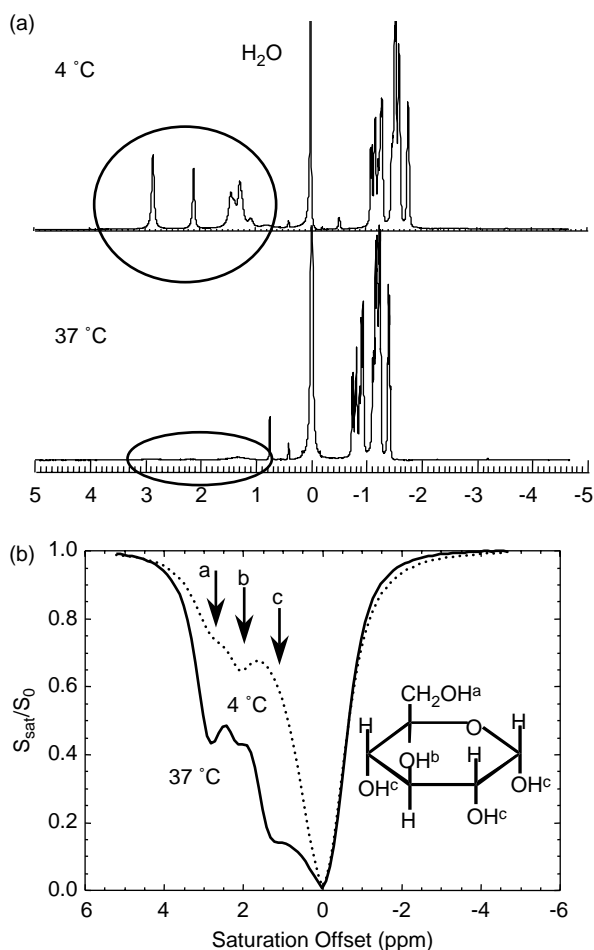 (a)
H₂O
4 ˚C
37 ˚C
5 4 3 2 1 0 -1 -2 -3 -4 -5
(b)
1.0
0.8
0.6
0.4
0.2
0.0
Ssat/S0
a
b
c
4 ˚C
37 ˚C
CH₂OHᵃ
H
O
H
OHᵇ
H
OHᶜ
OHᶜ
H
OHᶜ
6 4 2 0 -2 -4 -6
Saturation Offset (ppm)